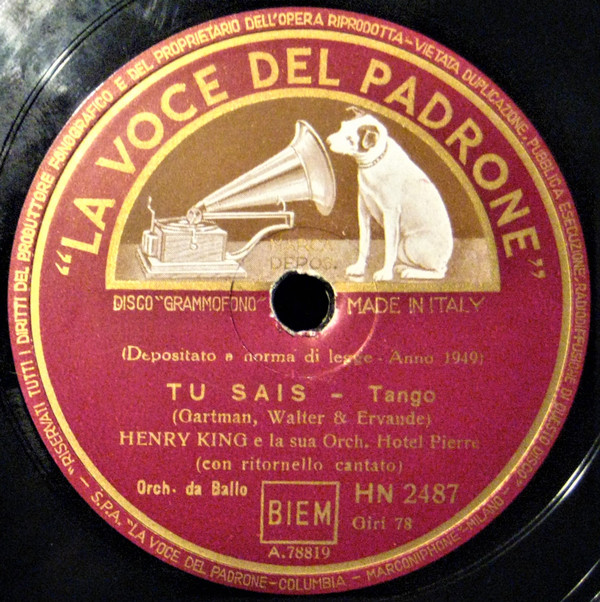 "RISERVATI TUTTI I DIRITTI DEL PRODUTTORE FONOGRAFICO E DEL PROPRIETARIO DELL'OPERA RIPRODOTTA - VIETATA DUPLICAZIONE, PUBBLICA ESECUZIONE, RADIODIFFUSIONE DI QUESTO DISCO"
"LA VOCE DEL PADRONE"
MARCA
DEPOS.
DISCO "GRAMMOFONO" MADE IN ITALY
(Depositato a norma di legge - Anno 1949)
TU SAIS - Tango
(Gartman, Walter & Ervande)
HENRY KING e la sua Orch. Hotel Pierre
(con ritornello cantato)
Orch. da Ballo BIEM HN 2487
Giri 78
A.78819
S.P.A. "LA VOCE DEL PADRONE-COLUMBIA-MARCONIPHONE-MILANO-